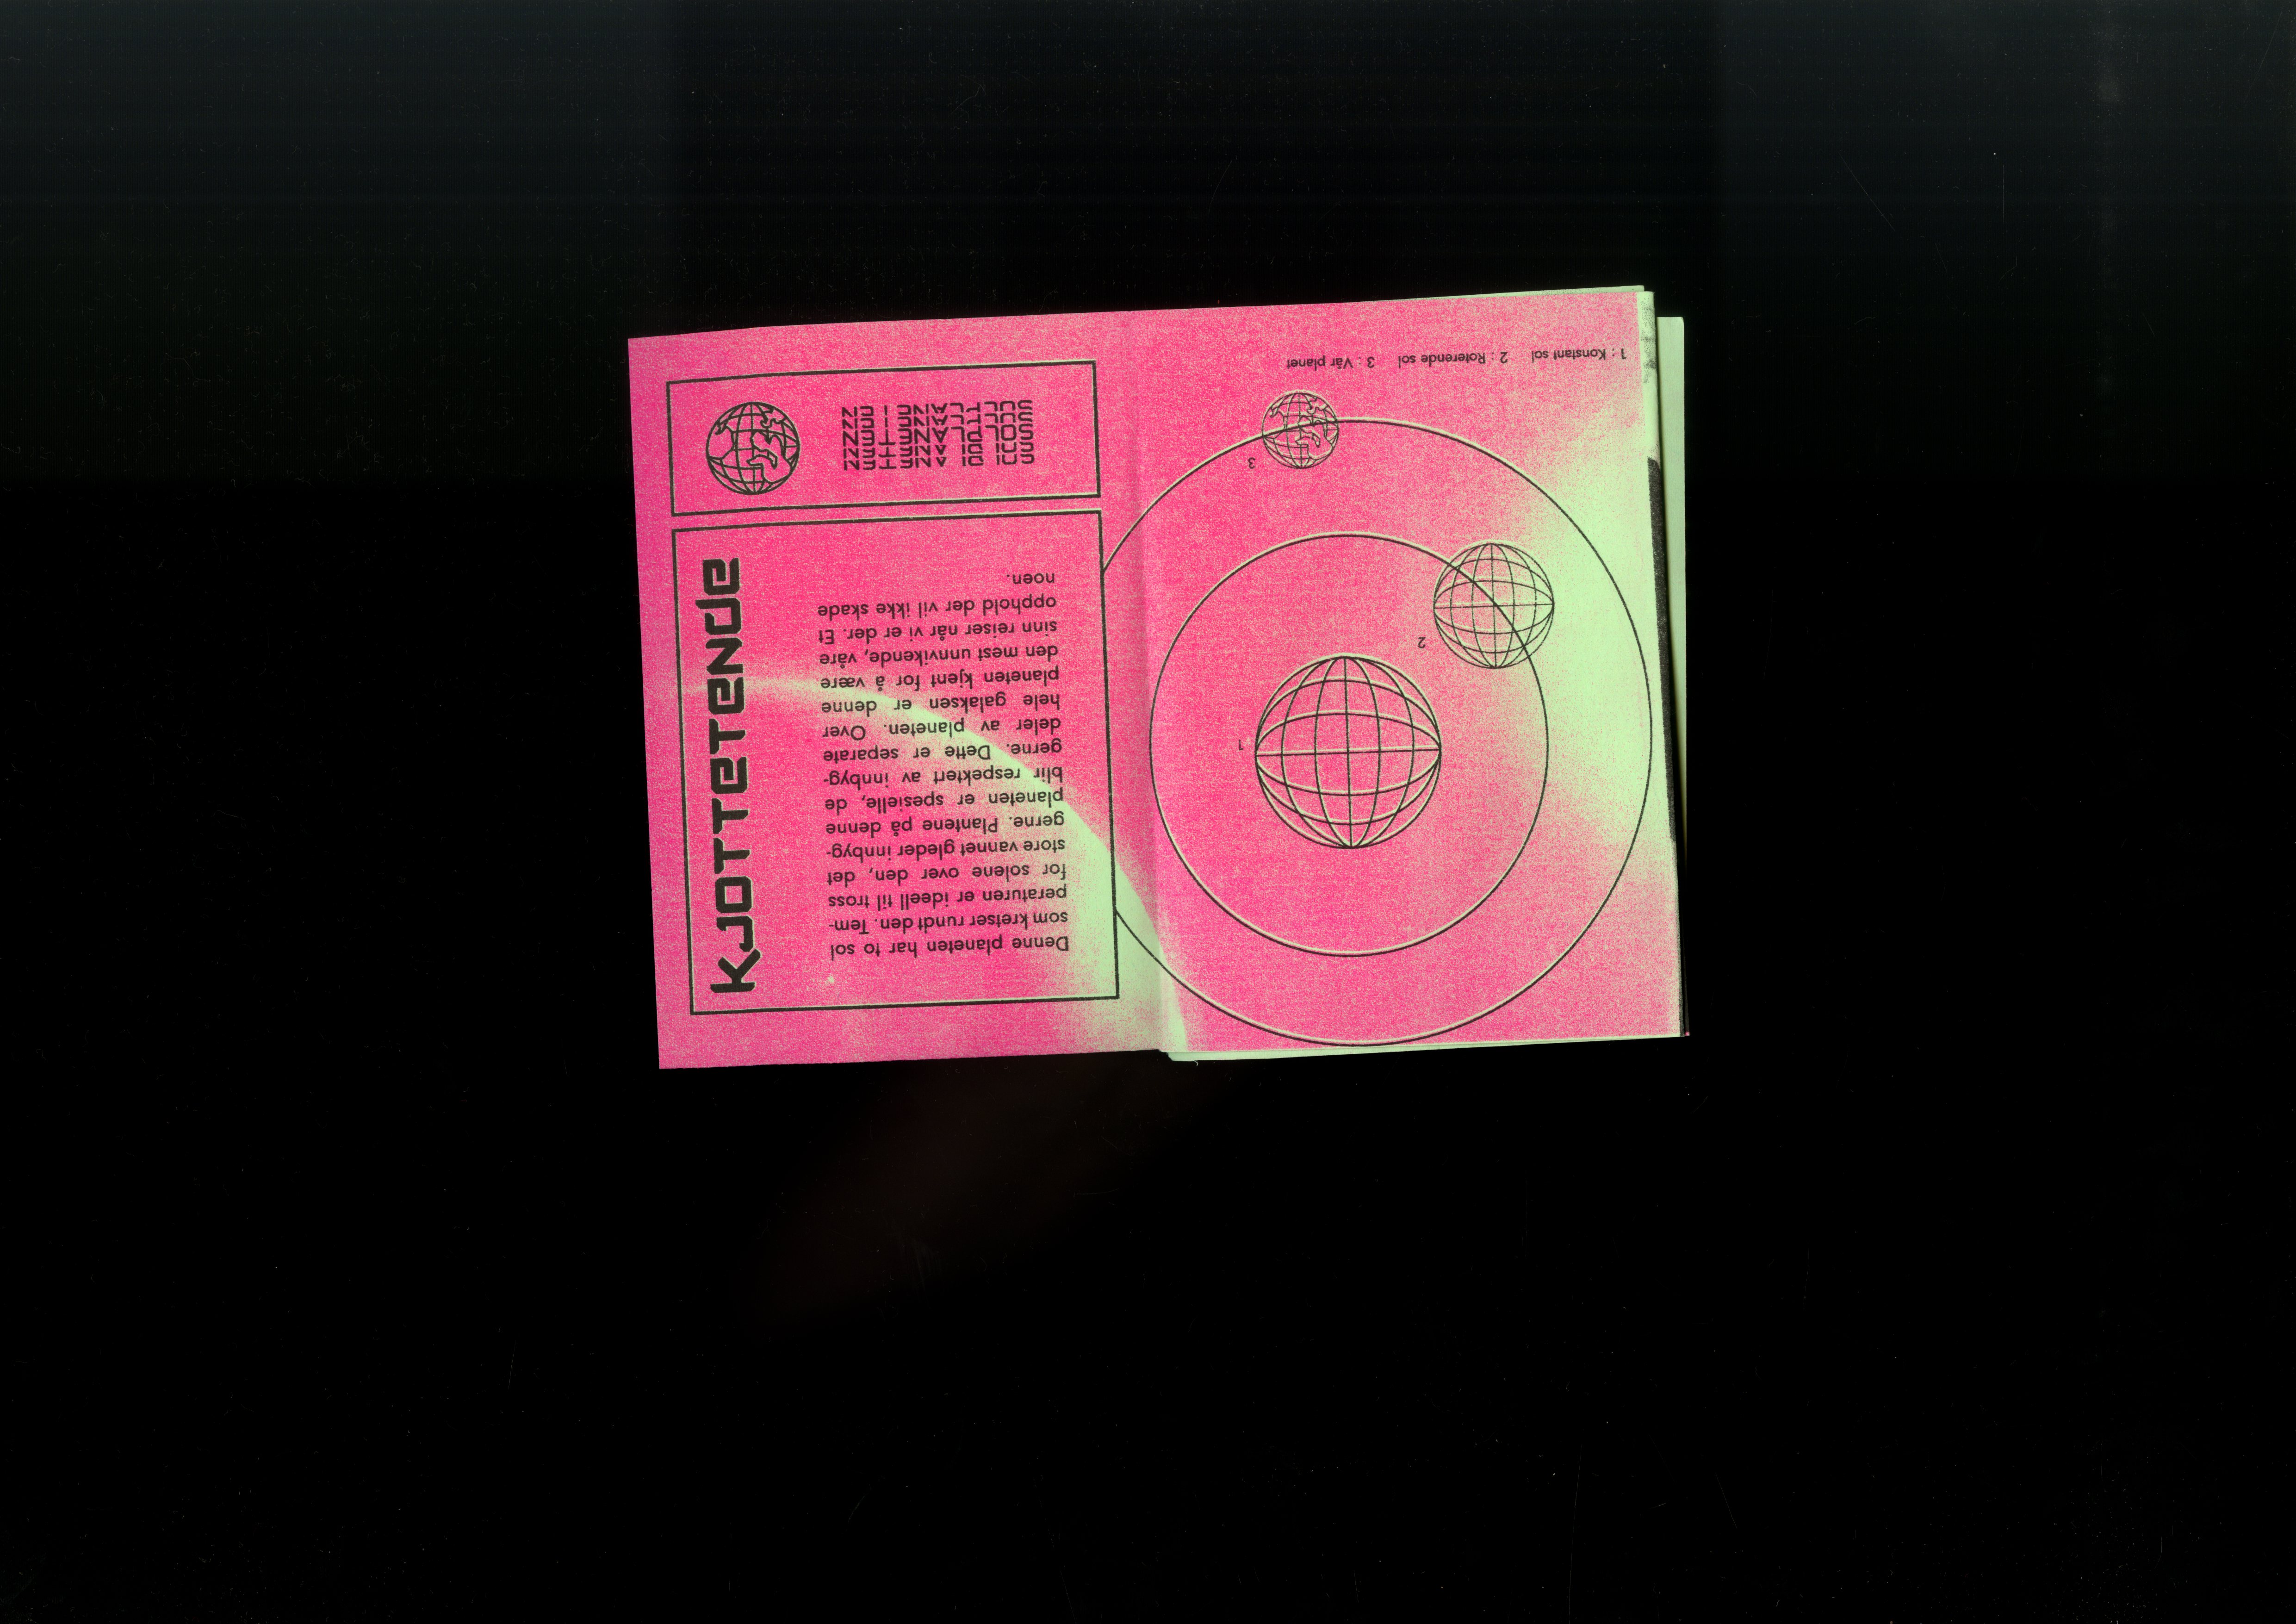 1
2
3
1 : Konstant sol 2 : Roterende sol 3 : Vår planet
KJOTTeTeNDe
Denne planeten har to sol
som kretser rundt den. Tem-
peraturen er ideell til tross
for solene over den, det
store vannet gleder innbyg-
gerne. Plantene på denne
planeten er spesielle, de
blir respektert av innbyg-
gerne. Dette er separate
deler av planeten. Over
hele galaksen er denne
planeten kjent for å være
den mest unnvikende, våre
sinn reiser når vi er der. Et
opphold der vil ikke skade
noen.
SOL PLANETEN